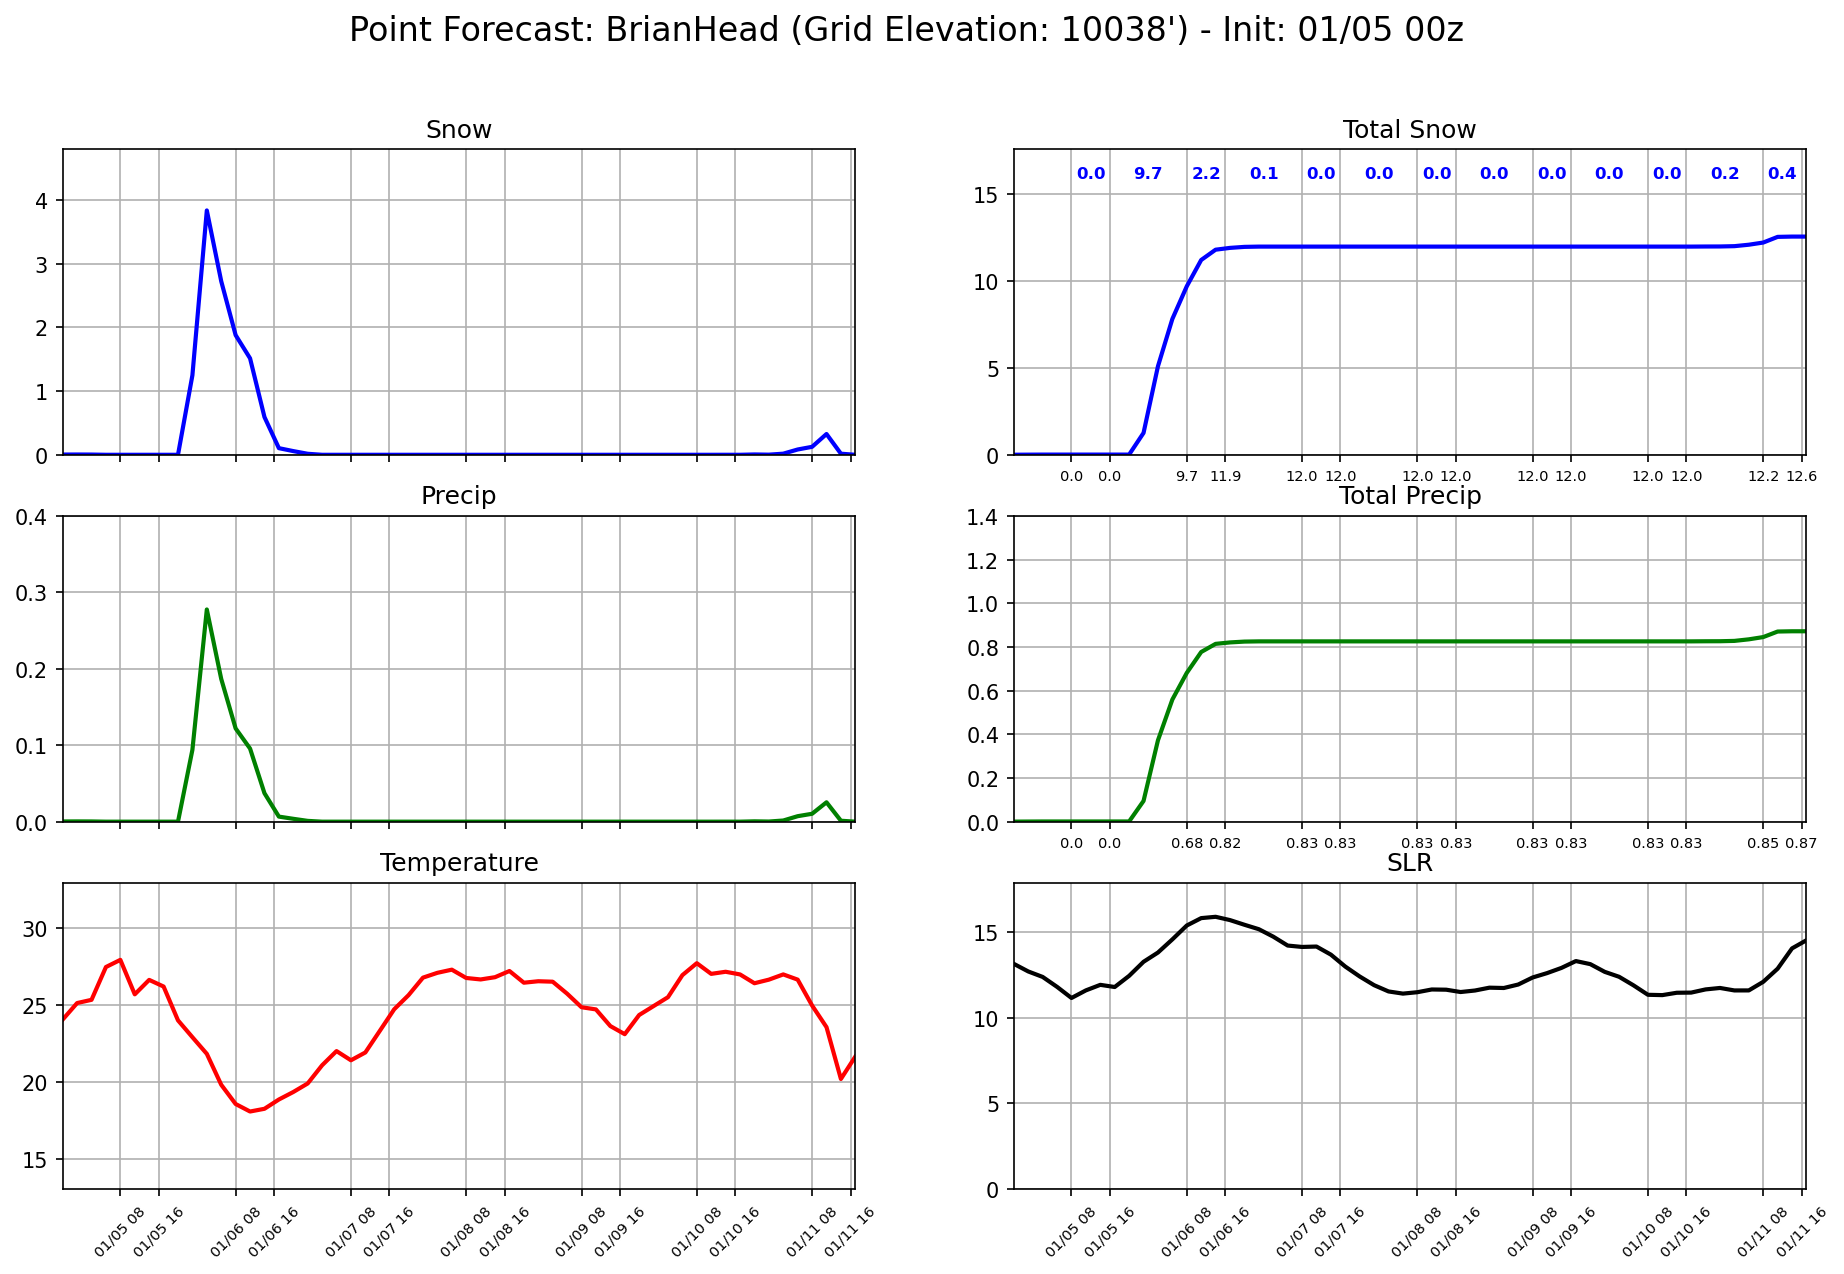 Point Forecast: BrianHead (Grid Elevation: 10038') - Init: 01/05 00z
Snow
4
3
2
1
0
Total Snow
0.0 9.7 2.2 0.1 0.0 0.0 0.0 0.0 0.0 0.0 0.0 0.2 0.4
15
10
5
0
0.0 0.0 9.7 11.9 12.0 12.0 12.0 12.0 12.0 12.0 12.0 12.0 12.2 12.6
Precip
0.4
0.3
0.2
0.1
0.0
Total Precip
1.4
1.2
1.0
0.8
0.6
0.4
0.2
0.0
0.0 0.0 0.68 0.82 0.83 0.83 0.83 0.83 0.83 0.83 0.83 0.83 0.85 0.87
Temperature
30
25
20
15
01/05 08 01/05 16 01/06 08 01/06 16 01/07 08 01/07 16 01/08 08 01/08 16 01/09 08 01/09 16 01/10 08 01/10 16 01/11 08 01/11 16
SLR
15
10
5
0
01/05 08 01/05 16 01/06 08 01/06 16 01/07 08 01/07 16 01/08 08 01/08 16 01/09 08 01/09 16 01/10 08 01/10 16 01/11 08 01/11 16